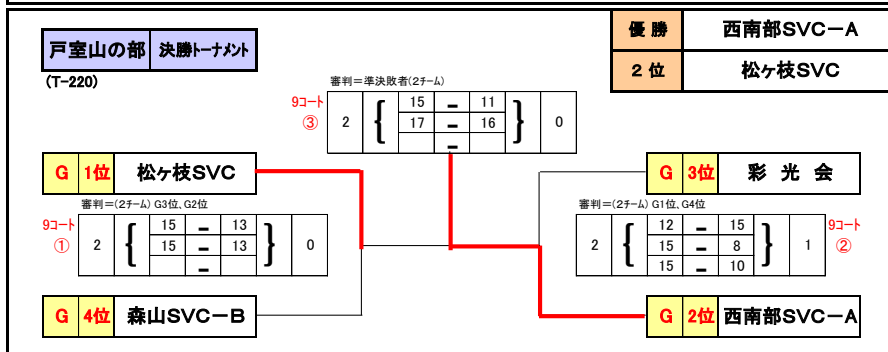 優勝 西南部SVC－A
2位 松ヶ枝SVC
戸室山の部 決勝トーナメント
(T-220)
審判＝準決敗者(2チーム)
9コート
③
2 { 15 － 11 } 0
17 － 16
－
G 1位 松ヶ枝SVC
G 3位 彩光会
審判＝(2チーム) G3位、G2位
9コート
①
2 { 15 － 13 } 0
15 － 13
－
審判＝(2チーム) G1位、G4位
9コート
②
2 { 12 － 15 } 1
15 － 8
15 － 10
G 4位 森山SVC－B
G 2位 西南部SVC－A